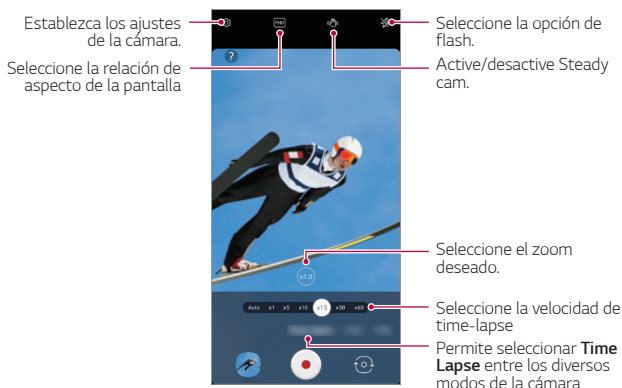 Establezca los ajustes
de la cámara.
Seleccione la relación de
aspecto de la pantalla
Seleccione la opción de
flash.
Active/desactive Steady
cam.
FHD
?
x1.0
Seleccione el zoom
deseado.
Auto x1 x5 x10 x15 x30 x60
Seleccione la velocidad de
time-lapse
Permite seleccionar Time
Lapse entre los diversos
modos de la cámara